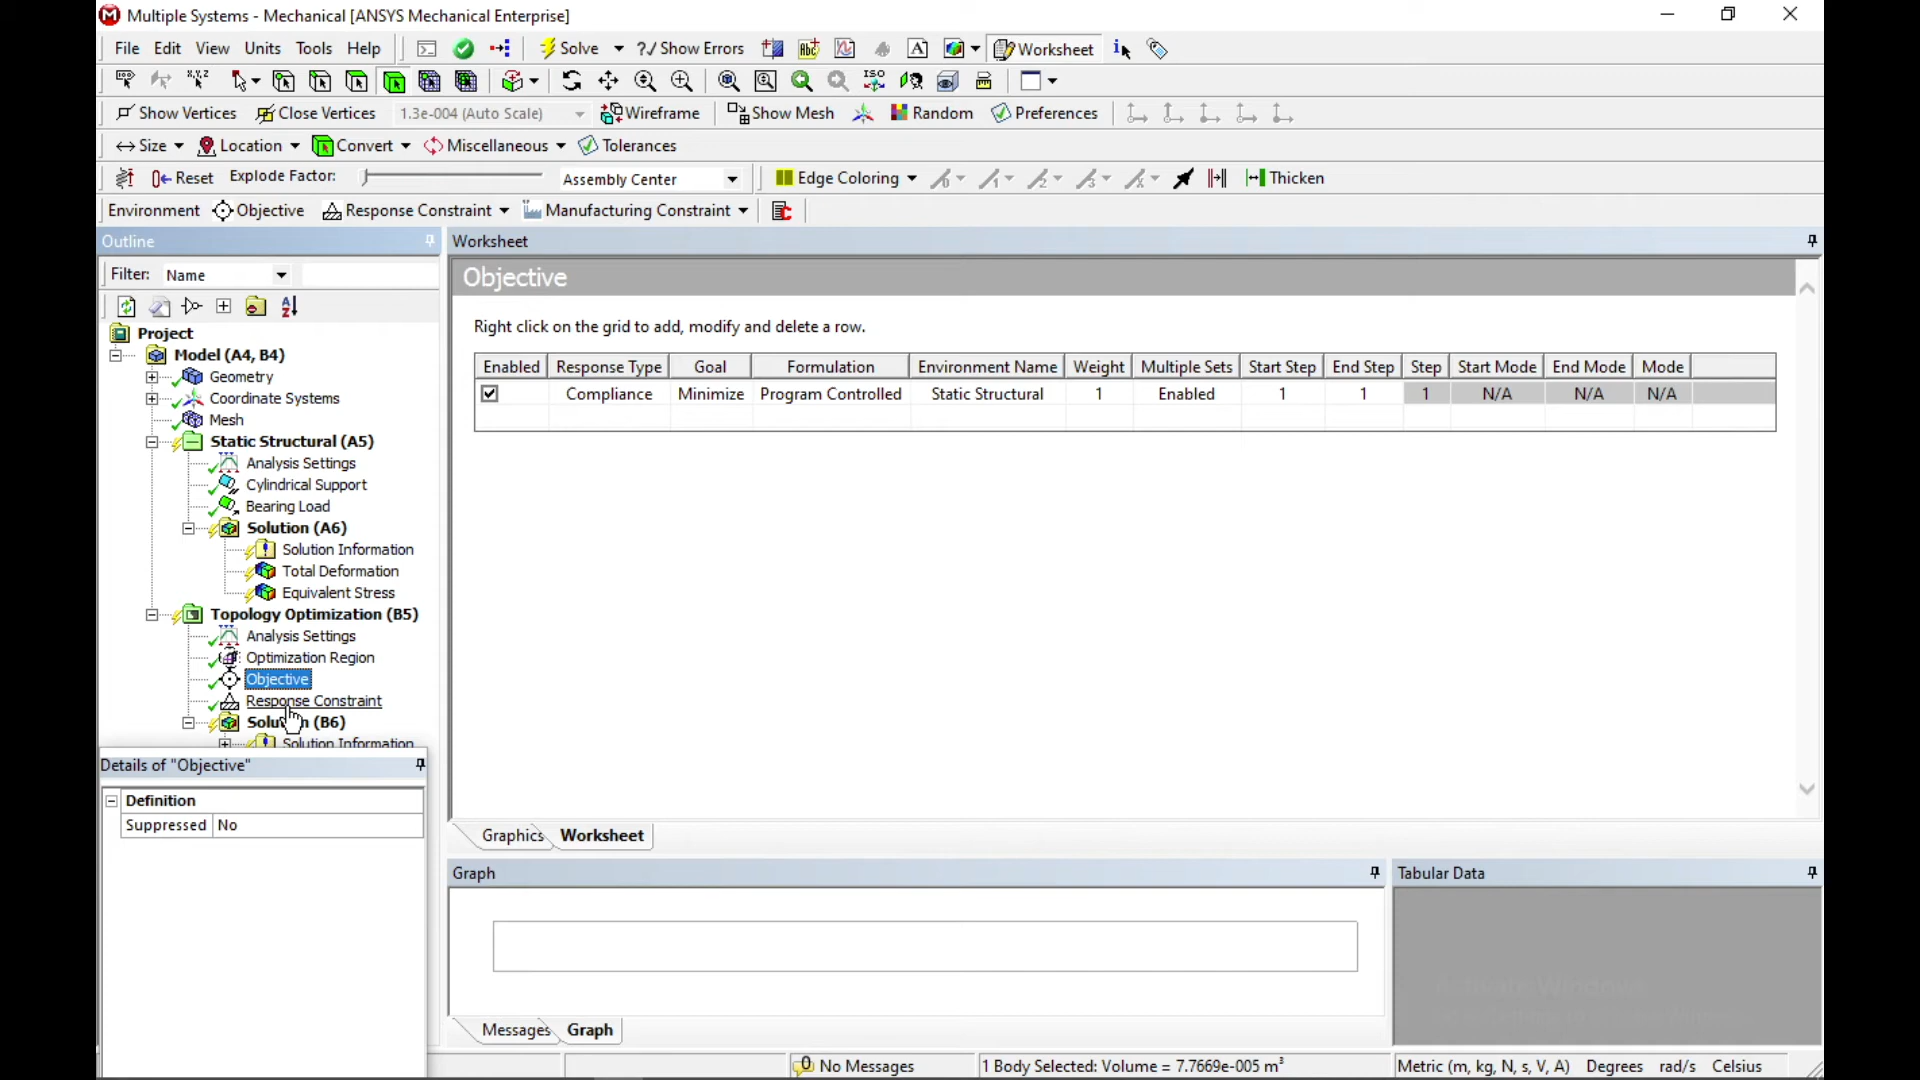 Multiple Systems - Mechanical [ANSYS Mechanical Enterprise]
File Edit View Units Tools Help Solve ?/ Show Errors Worksheet
Show Vertices Close Vertices 1.3e-004 (Auto Scale) Wireframe Show Mesh Random Preferences
Size Location Convert Miscellaneous Tolerances
Reset Explode Factor: Assembly Center Edge Coloring Thicken
Environment Objective Response Constraint Manufacturing Constraint
Outline
Filter: Name
Project
Model (A4, B4)
Geometry
Coordinate Systems
Mesh
Static Structural (A5)
Analysis Settings
Cylindrical Support
Bearing Load
Solution (A6)
Solution Information
Total Deformation
Equivalent Stress
Topology Optimization (B5)
Analysis Settings
Optimization Region
Objective
Response Constraint
Solution (B6)
Solution Information
Details of "Objective"
Definition
Suppressed No
Worksheet
Objective
Right click on the grid to add, modify and delete a row.
Enabled Response Type Goal Formulation Environment Name Weight Multiple Sets Start Step End Step Step Start Mode End Mode Mode
Compliance Minimize Program Controlled Static Structural 1 Enabled 1 1 1 N/A N/A N/A
Graphics Worksheet
Graph
Messages Graph
Tabular Data
No Messages 1 Body Selected: Volume = 7.7669e-005 m³ Metric (m, kg, N, s, V, A) Degrees rad/s Celsius